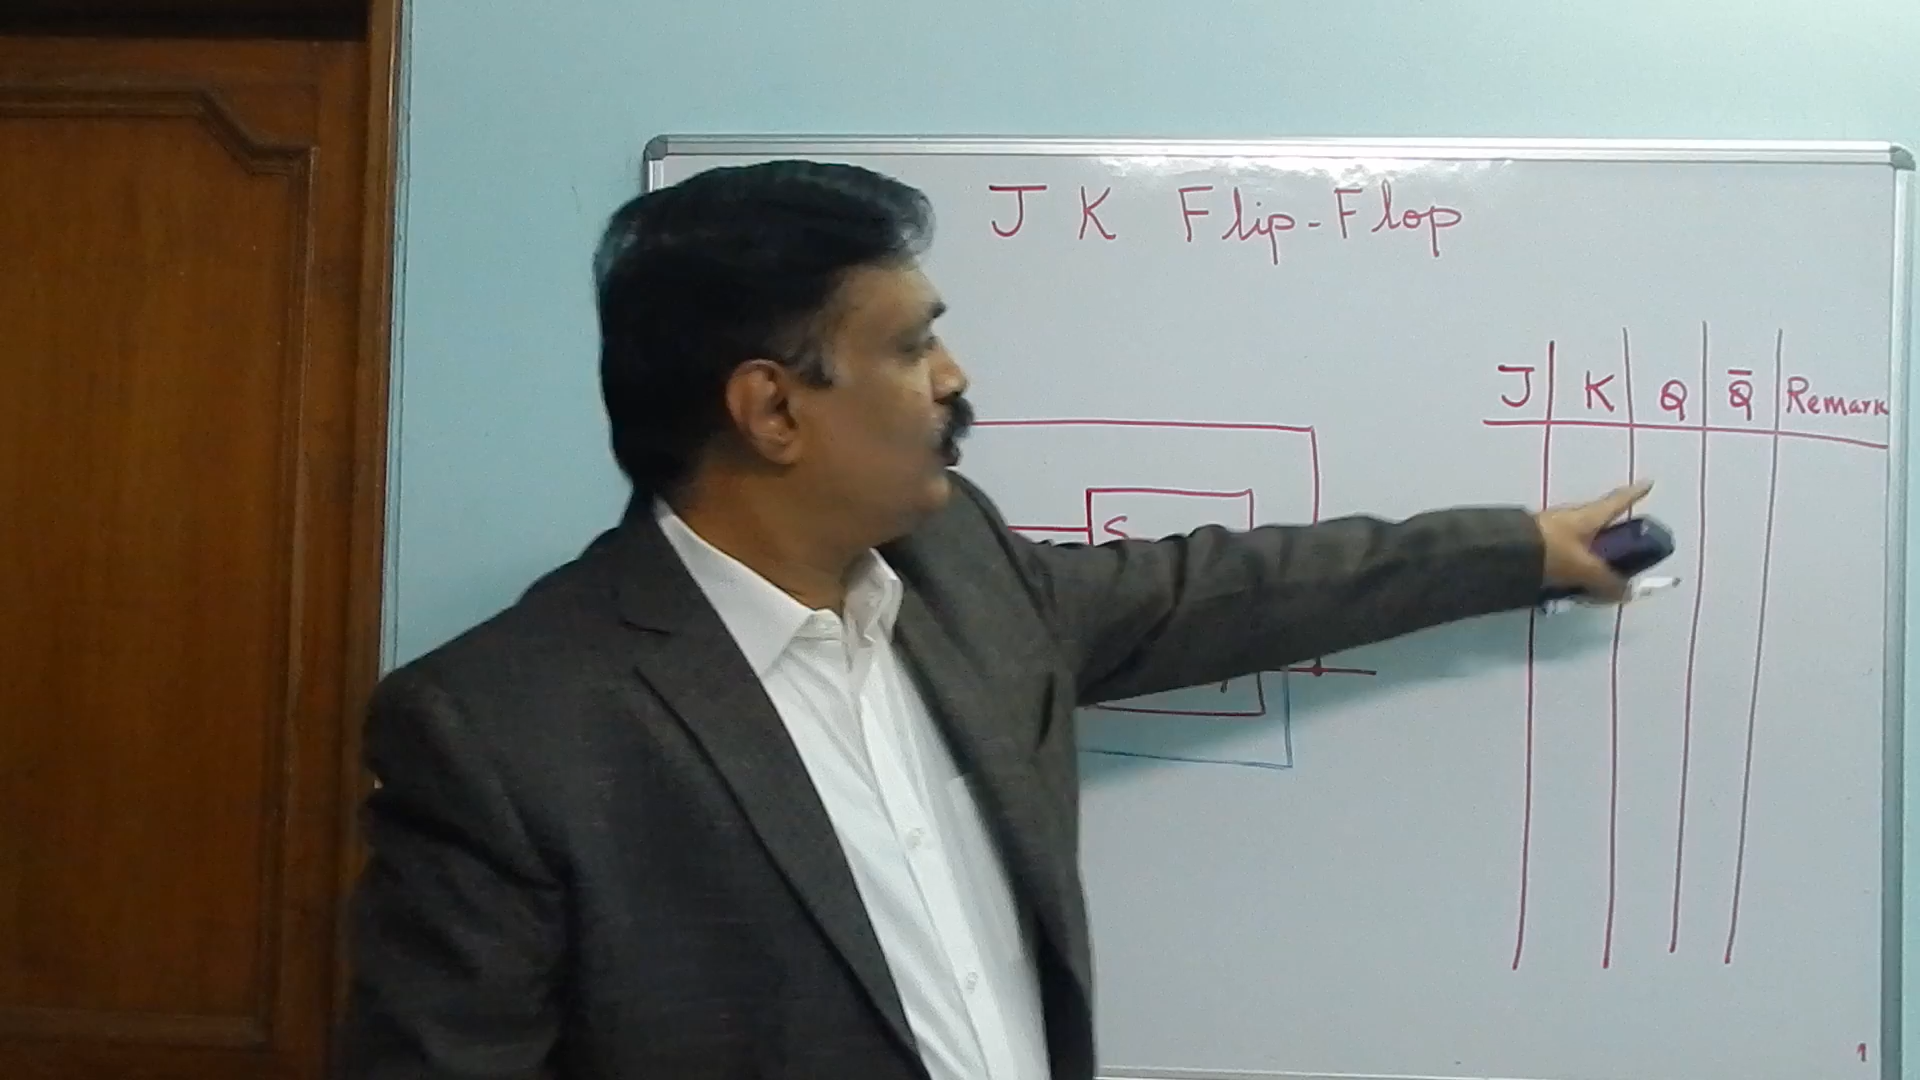 J K Flip-Flop
J K Q Q̅ Remark
S
1